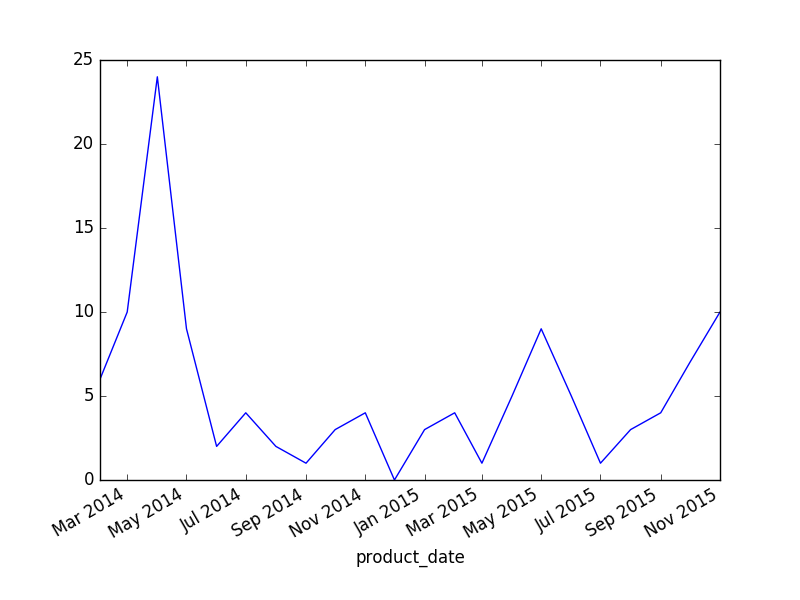 25
20
15
10
5
0
Mar 2014
May 2014
Jul 2014
Sep 2014
Nov 2014
Jan 2015
Mar 2015
May 2015
Jul 2015
Sep 2015
Nov 2015
product_date